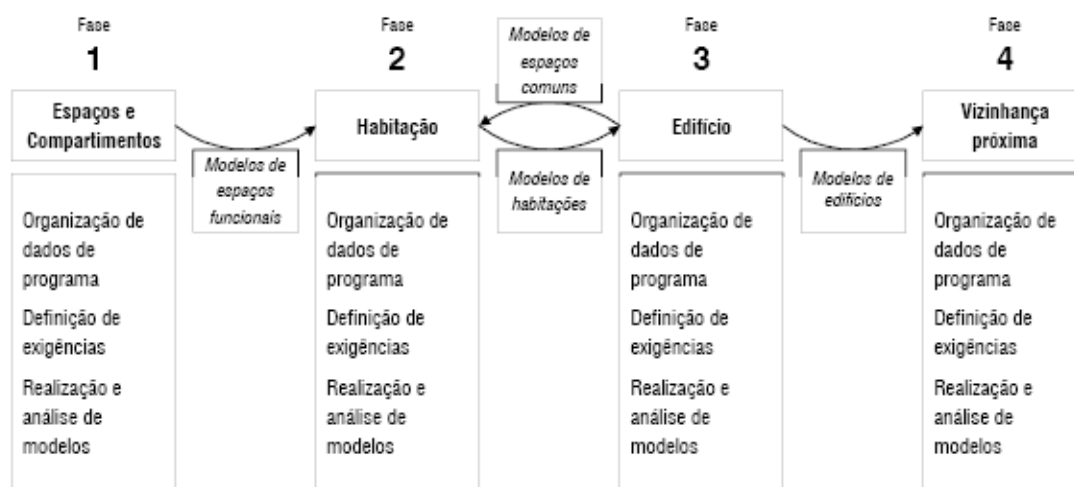 Fase
1
Espaços e
Compartimentos
Organização de
dados de
programa
Definição de
exigências
Realização e
análise de
modelos
Modelos de
espaços
funcionais
Fase
2
Habitação
Organização de
dados de
programa
Definição de
exigências
Realização e
análise de
modelos
Modelos de
espaços
comuns
Modelos de
habitações
Fase
3
Edifício
Organização de
dados de
programa
Definição de
exigências
Realização e
análise de
modelos
Modelos de
edifícios
Fase
4
Vizinhança
próxima
Organização de
dados de
programa
Definição de
exigências
Realização e
análise de
modelos